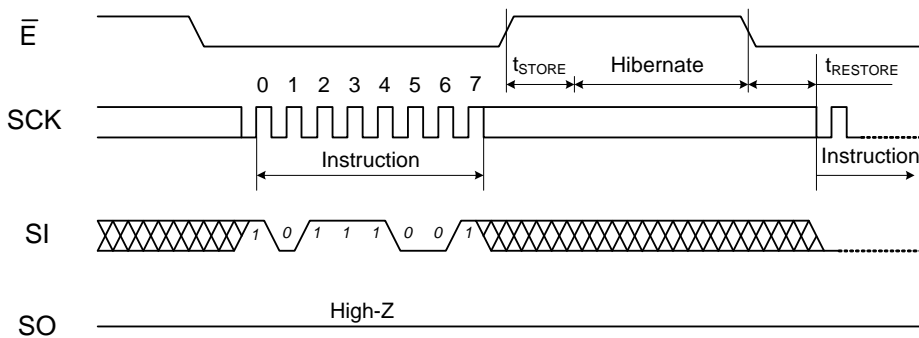 E̅
t_STORE Hibernate t_RESTORE
0 1 2 3 4 5 6 7
SCK
Instruction Instruction
SI 1 0 1 1 1 0 0 1
High-Z
SO